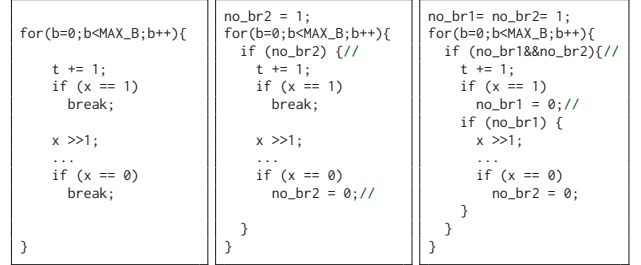 for(b=0;b<MAX_B;b++){
t += 1;
if (x == 1)
break;
x >>1;
...
if (x == 0)
break;
}
no_br2 = 1;
for(b=0;b<MAX_B;b++){
if (no_br2) {//
t += 1;
if (x == 1)
break;
x >>1;
...
if (x == 0)
no_br2 = 0;//
}
}
no_br1= no_br2= 1;
for(b=0;b<MAX_B;b++){
if (no_br1&&no_br2){//
t += 1;
if (x == 1)
no_br1 = 0;//
if (no_br1) {
x >>1;
...
if (x == 0)
no_br2 = 0;
}
}
}